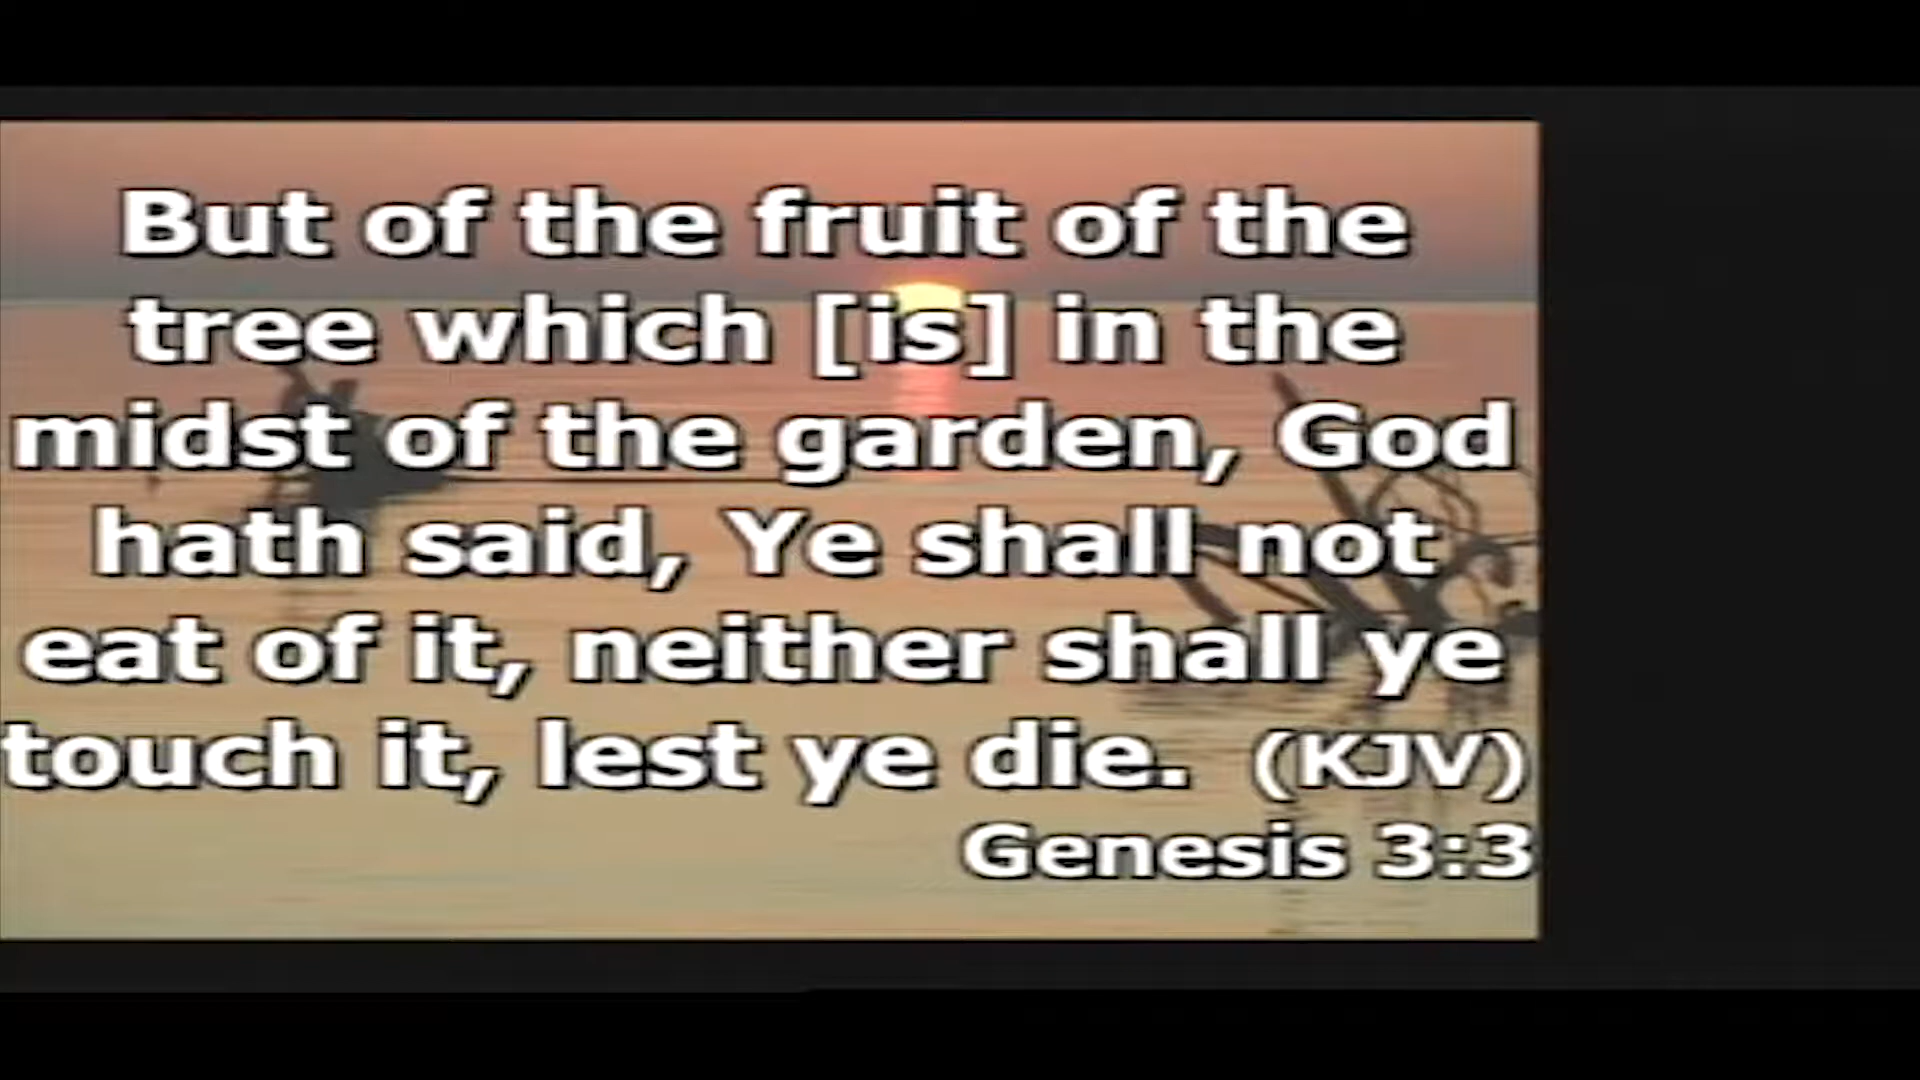 But of the fruit of the
tree which [is] in the
midst of the garden, God
hath said, Ye shall not
eat of it, neither shall ye
touch it, lest ye die. (KJV)
Genesis 3:3